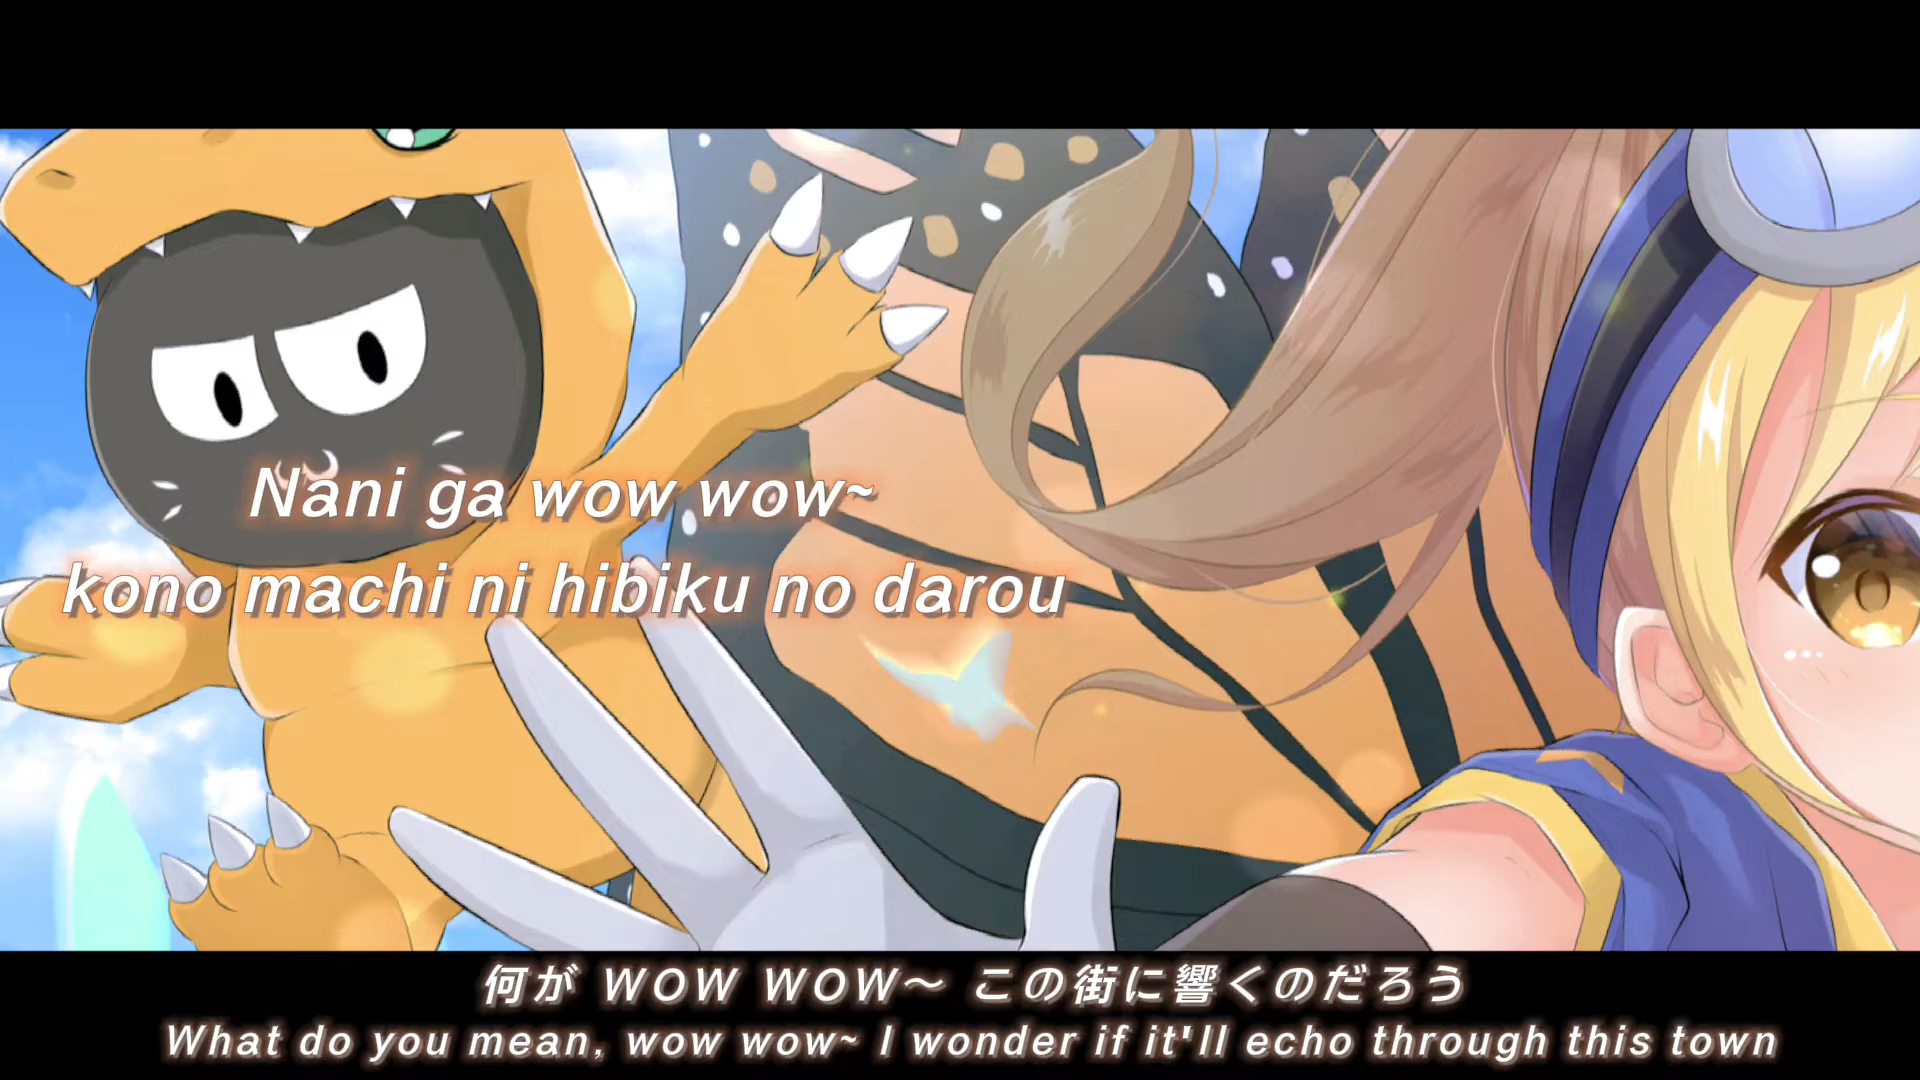 Nani ga wow wow~
kono machi ni hibiku no darou
何が WOW WOW～ この街に響くのだろう
What do you mean, wow wow~ I wonder if it'll echo through this town